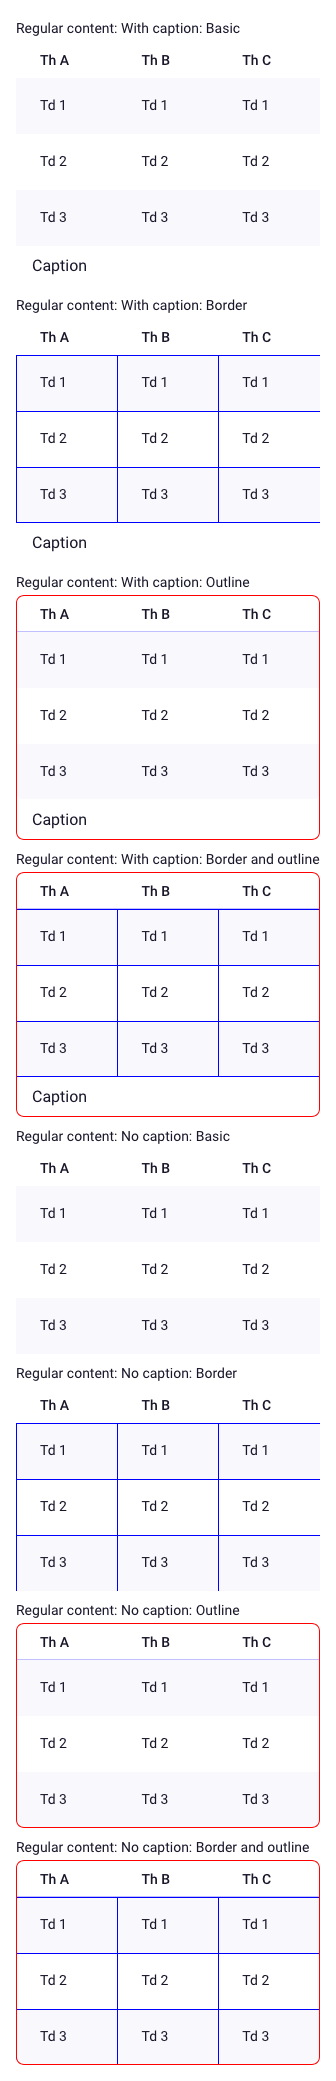 Regular content: With caption: Basic
Th A Th B Th C
Td 1 Td 1 Td 1
Td 2 Td 2 Td 2
Td 3 Td 3 Td 3
Caption
Regular content: With caption: Border
Th A Th B Th C
Td 1 Td 1 Td 1
Td 2 Td 2 Td 2
Td 3 Td 3 Td 3
Caption
Regular content: With caption: Outline
Th A Th B Th C
Td 1 Td 1 Td 1
Td 2 Td 2 Td 2
Td 3 Td 3 Td 3
Caption
Regular content: With caption: Border and outline
Th A Th B Th C
Td 1 Td 1 Td 1
Td 2 Td 2 Td 2
Td 3 Td 3 Td 3
Caption
Regular content: No caption: Basic
Th A Th B Th C
Td 1 Td 1 Td 1
Td 2 Td 2 Td 2
Td 3 Td 3 Td 3
Regular content: No caption: Border
Th A Th B Th C
Td 1 Td 1 Td 1
Td 2 Td 2 Td 2
Td 3 Td 3 Td 3
Regular content: No caption: Outline
Th A Th B Th C
Td 1 Td 1 Td 1
Td 2 Td 2 Td 2
Td 3 Td 3 Td 3
Regular content: No caption: Border and outline
Th A Th B Th C
Td 1 Td 1 Td 1
Td 2 Td 2 Td 2
Td 3 Td 3 Td 3